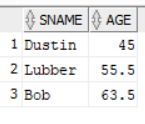 SNAME AGE
1 Dustin 45
2 Lubber 55.5
3 Bob 63.5